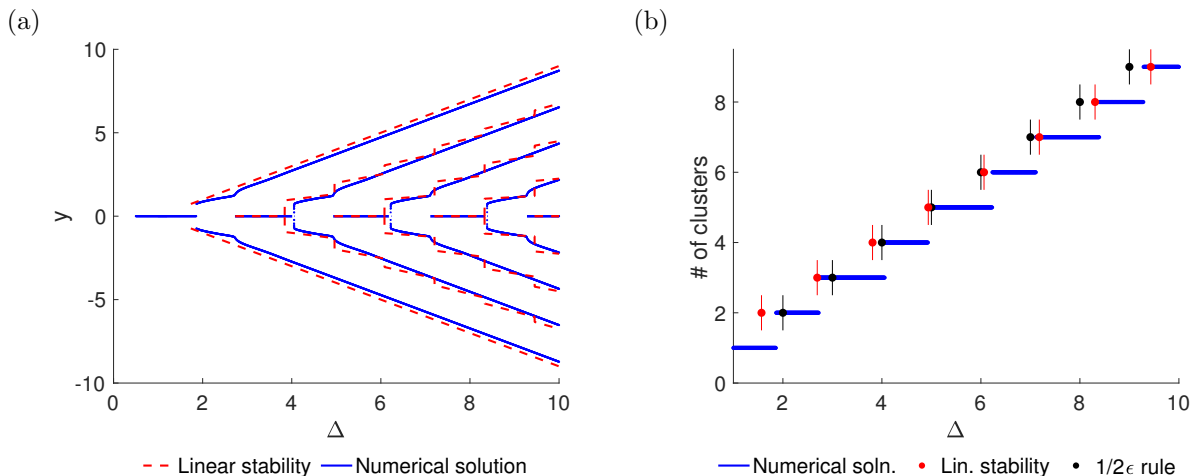 (a)
10
5
0
-5
-10
y
0
2
4
6
8
10
Δ
Linear stability
Numerical solution
(b)
8
6
4
2
0
# of clusters
2
4
6
8
10
Δ
Numerical soln.
Lin. stability
1/2ϵ rule